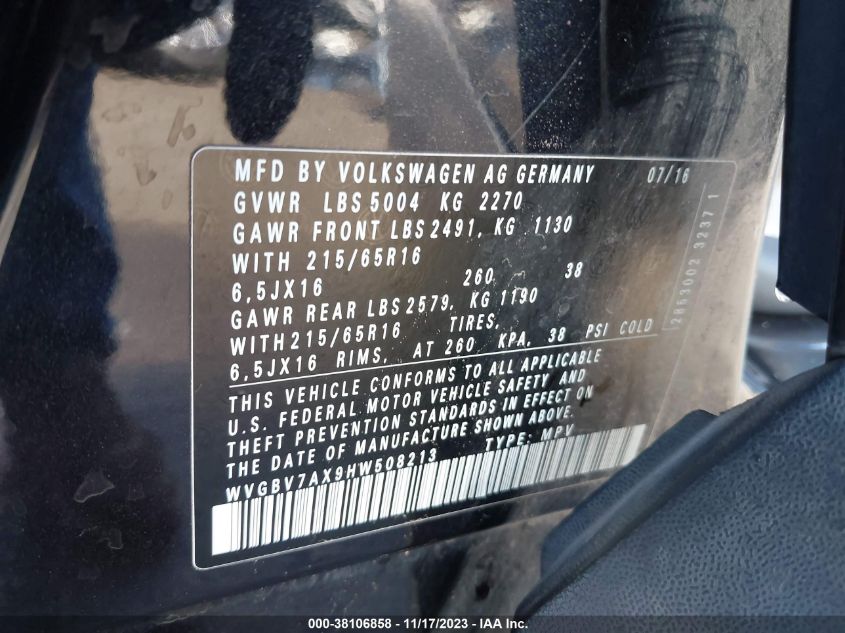 MFD BY VOLKSWAGEN AG GERMANY 07/16
GVWR LBS 5004 KG 2270
GAWR FRONT LBS 2491, KG 1130
WITH 215/65R16
6,5JX16 260 38
GAWR REAR LBS 2579, KG 1190
WITH 215/65R16 TIRES,
6,5JX16 RIMS, AT 260 KPA, 38 PSI COLD
THIS VEHICLE CONFORMS TO ALL APPLICABLE
U.S. FEDERAL MOTOR VEHICLE SAFETY AND
THEFT PREVENTION STANDARDS IN EFFECT ON
THE DATE OF MANUFACTURE SHOWN ABOVE.
WVGBV7AX9HW508213 TYPE: MPV
000-38106858 - 11/17/2023 - IAA Inc.